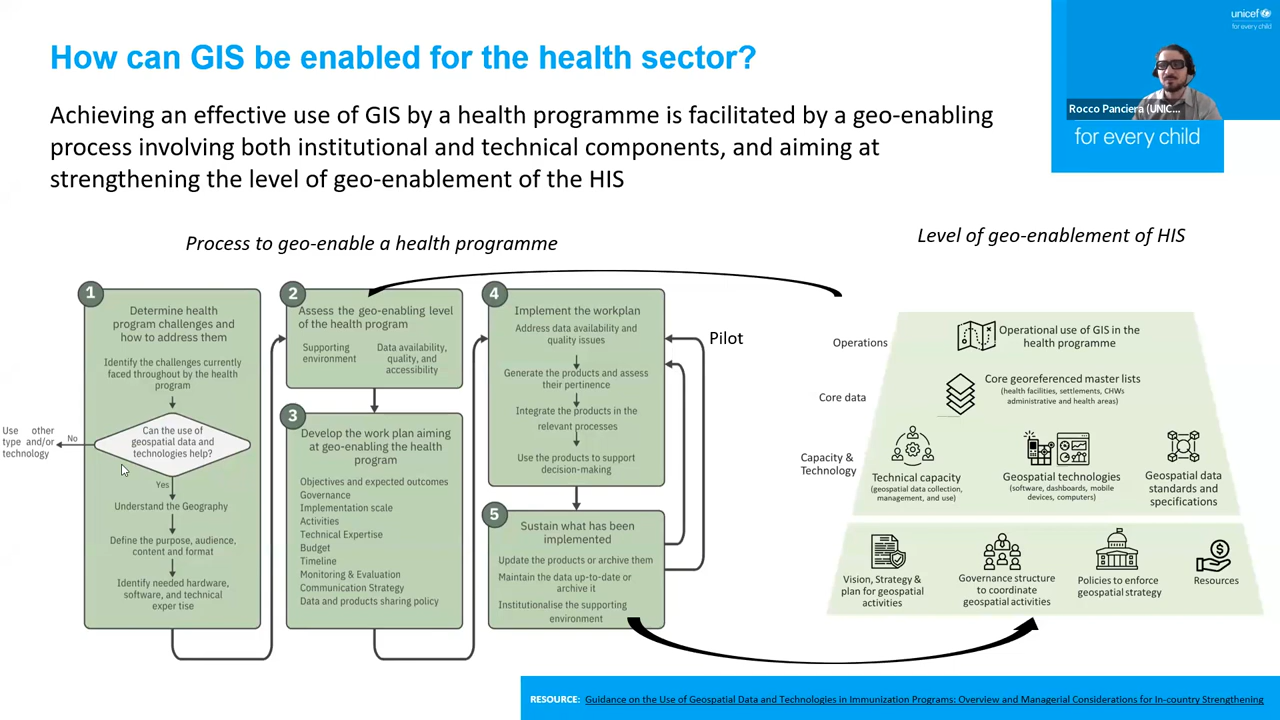 unicef
for every child
Rocco Panciera (UNIC...
for every child
How can GIS be enabled for the health sector?
Achieving an effective use of GIS by a health programme is facilitated by a geo-enabling
process involving both institutional and technical components, and aiming at
strengthening the level of geo-enablement of the HIS
Process to geo-enable a health programme
1
Determine health
program challenges and
how to address them
Identify the challenges currently
faced throughout by the health
program
Can the use of
geospatial data and
technologies help?
No
Use other
type and/or
technology
Yes
Understand the Geography
Define the purpose, audience,
content and format
Identify needed hardware,
software, and technical
exper tise
2
Assess the geo-enabling level
of the health program
Supporting
environment
Data availability,
quality, and
accessibility
3
Develop the work plan aiming
at geo-enabling the health
program
Objectives and expected outcomes
Governance
Implementation scale
Activities
Technical Expertise
Budget
Timeline
Monitoring & Evaluation
Communication Strategy
Data and products sharing policy
4
Implement the workplan
Address data availability and
quality issues
Generate the products and assess
their pertinence
Integrate the products in the
relevant processes
Use the products to support
decision-making
5
Sustain what has been
implemented
Update the products or archive them
Maintain the data up-to-date or
archive it
Institutionalise the supporting
environment
Pilot
Level of geo-enablement of HIS
Operations
Operational use of GIS in the
health programme
Core data
Core georeferenced master lists
(health facilities, settlements, CHWs
administrative and health areas)
Capacity &
Technology
Technical capacity
(geospatial data collection,
management, and use)
Geospatial technologies
(software, dashboards, mobile
devices, computers)
Geospatial data
standards and
specifications
Vision, Strategy &
plan for geospatial
activities
Governance structure
to coordinate
geospatial activities
Policies to enforce
geospatial strategy
Resources
RESOURCE: Guidance on the Use of Geospatial Data and Technologies in Immunization Programs: Overview and Managerial Considerations for In-country Strengthening